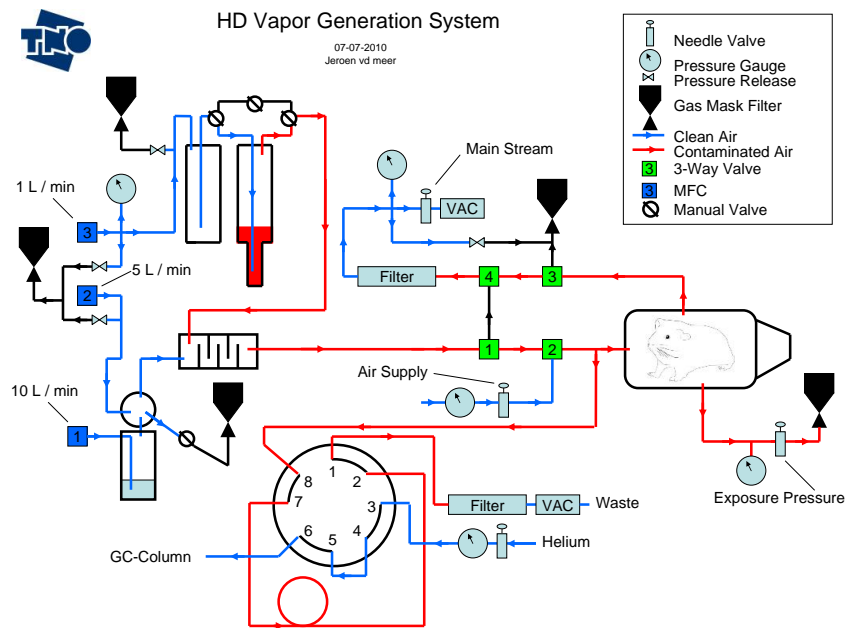 TNO
HD Vapor Generation System
07-07-2010
Jeroen vd meer
Needle Valve
Pressure Gauge
Pressure Release
Gas Mask Filter
Clean Air
Contaminated Air
3 3-Way Valve
3 MFC
Manual Valve
1 L / min
3
5 L / min
2
10 L / min
1
Main Stream
VAC
Filter
4
3
1
2
Air Supply
Exposure Pressure
1
2
3
4
5
6
7
8
Filter
VAC
Waste
Helium
GC-Column